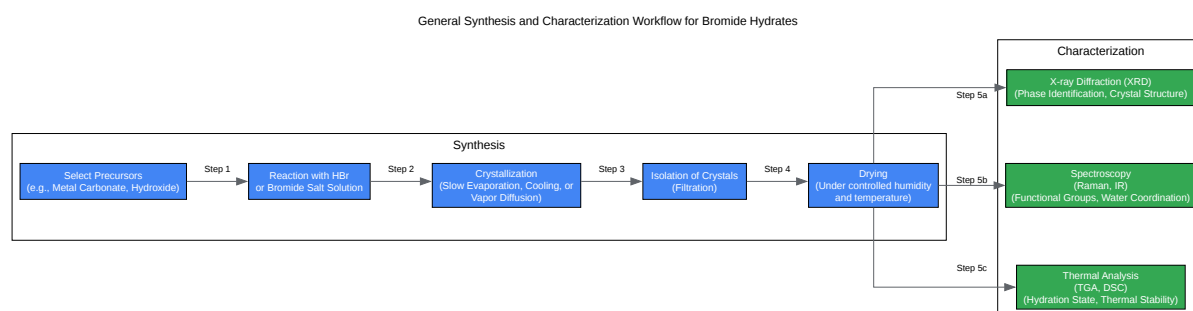 General Synthesis and Characterization Workflow for Bromide Hydrates
Synthesis
Select Precursors
(e.g., Metal Carbonate, Hydroxide)
Step 1
Reaction with HBr
or Bromide Salt Solution
Step 2
Crystallization
(Slow Evaporation, Cooling, or
Vapor Diffusion)
Step 3
Isolation of Crystals
(Filtration)
Step 4
Drying
(Under controlled humidity
and temperature)
Step 5a
Step 5b
Step 5c
Characterization
X-ray Diffraction (XRD)
(Phase Identification, Crystal Structure)
Spectroscopy
(Raman, IR)
(Functional Groups, Water Coordination)
Thermal Analysis
(TGA, DSC)
(Hydration State, Thermal Stability)